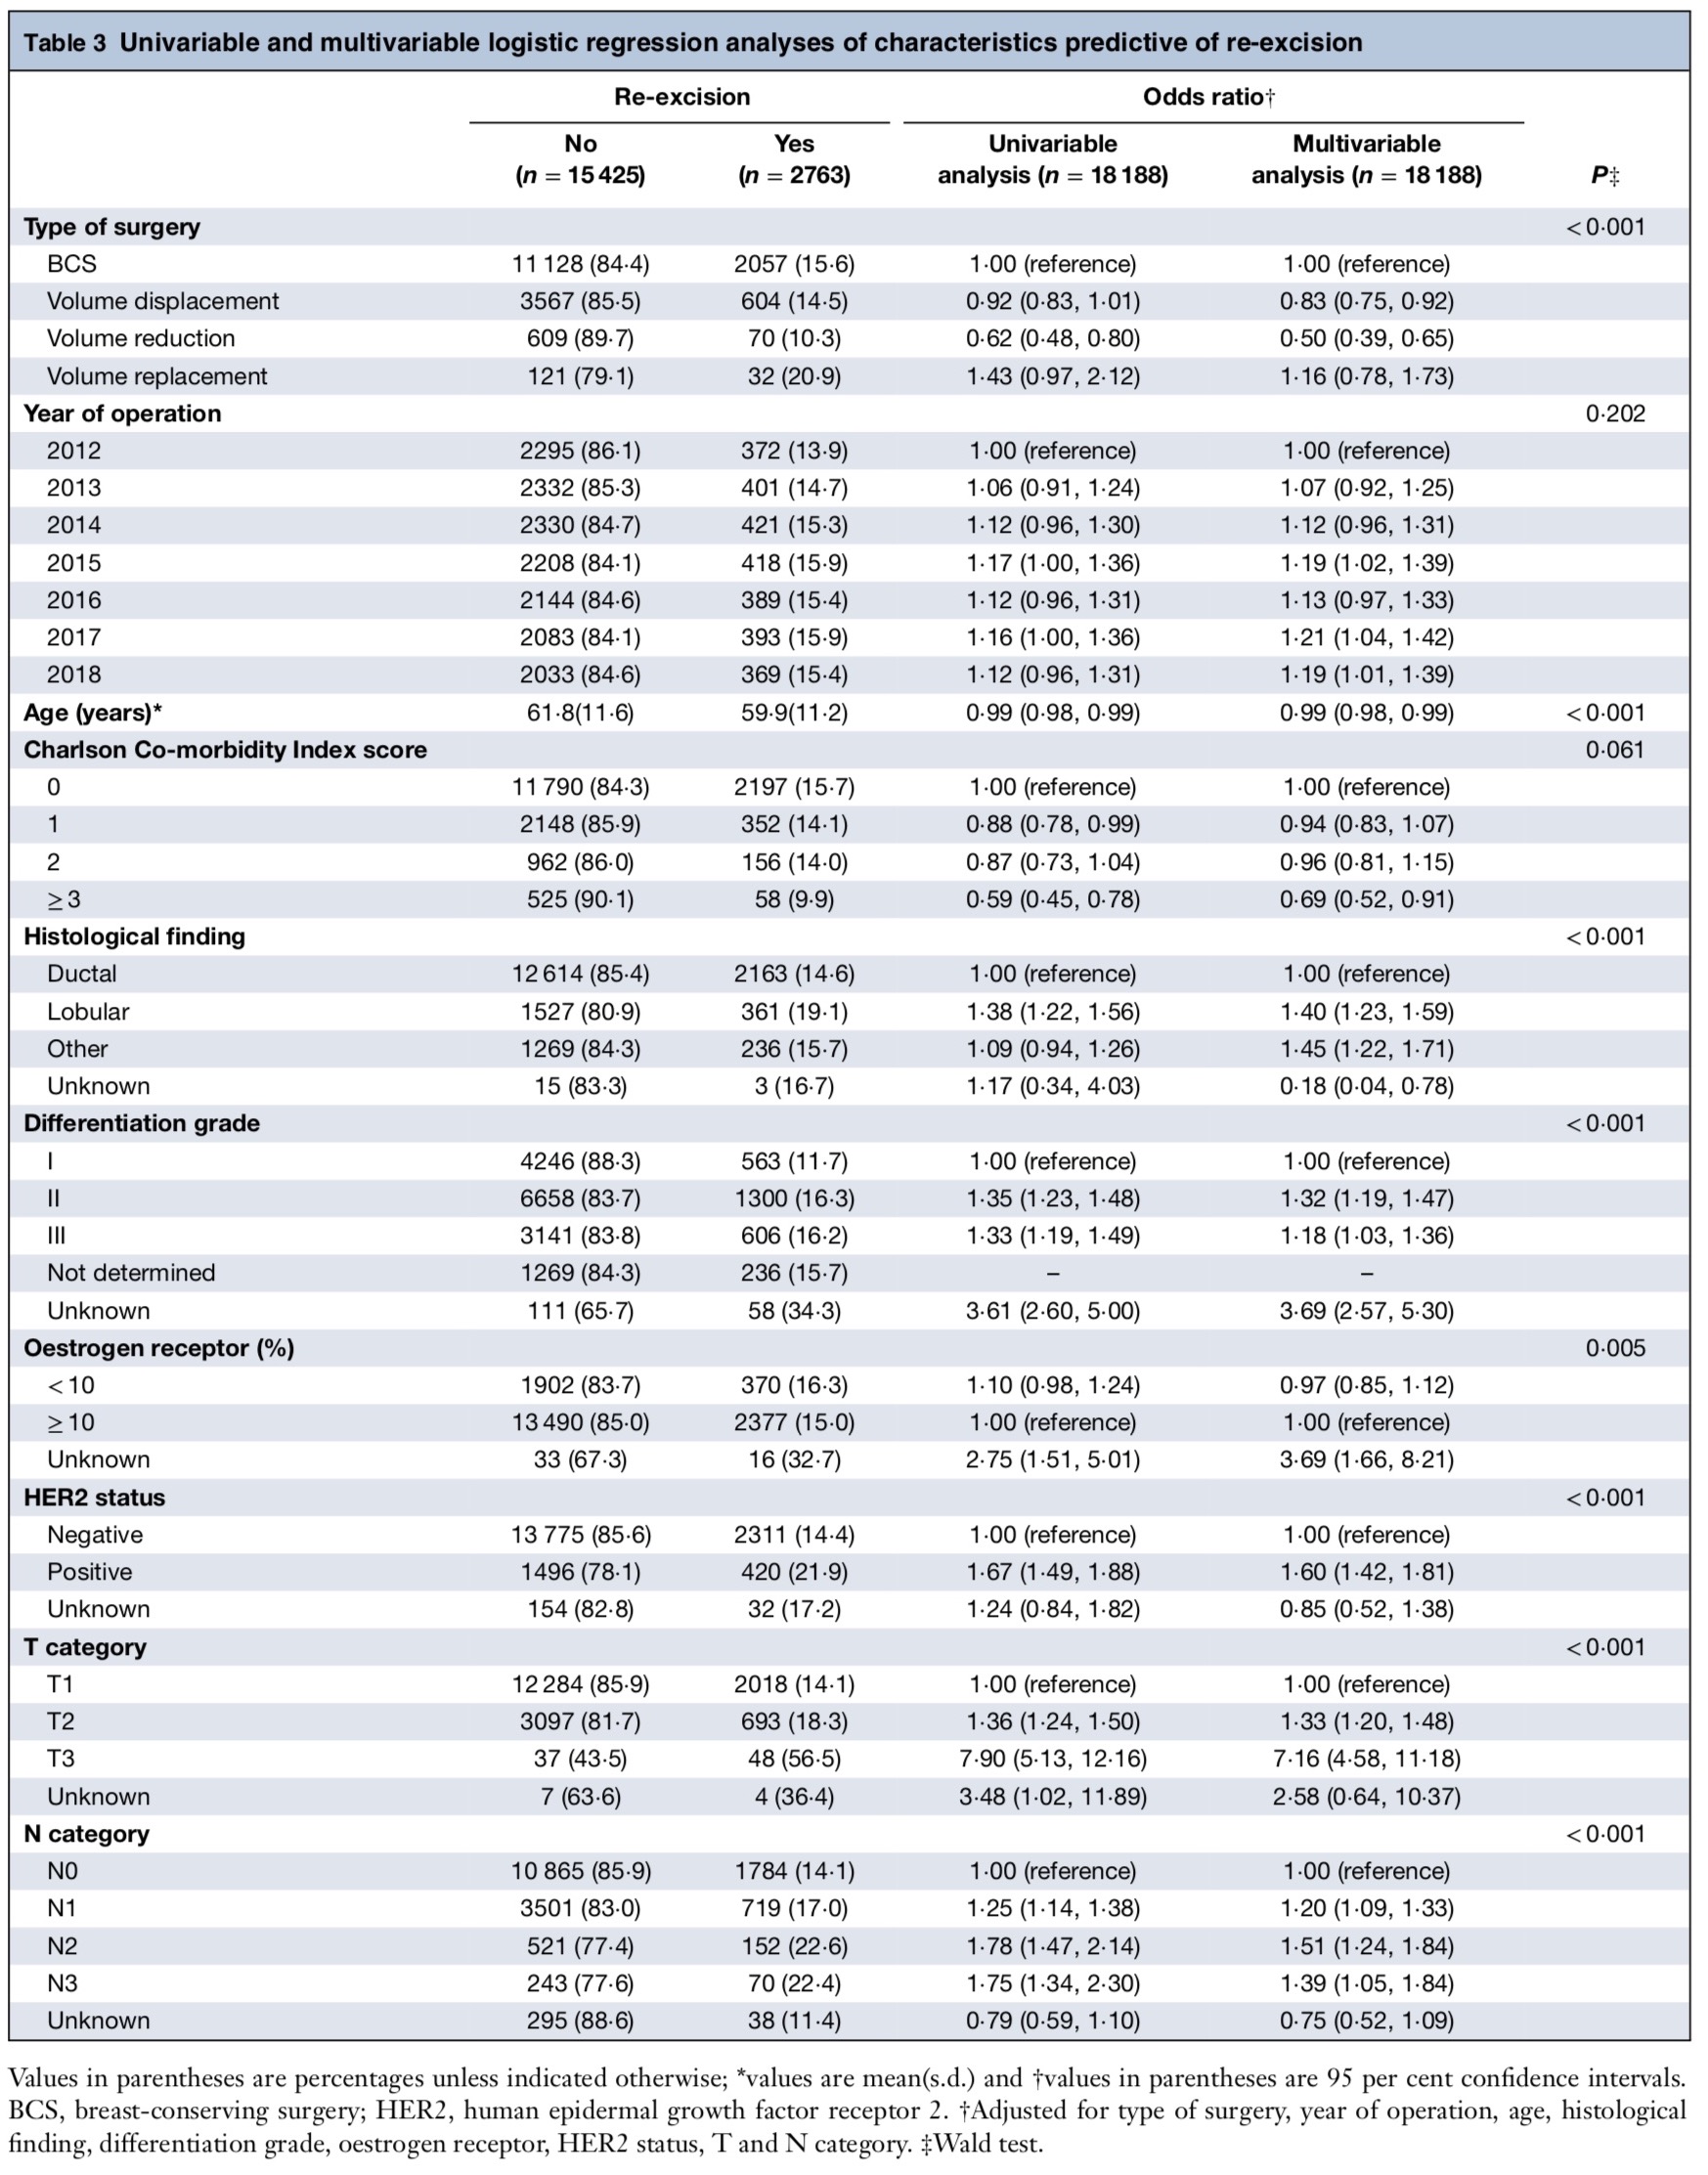 Table 3 Univariable and multivariable logistic regression analyses of characteristics predictive of re-excision
Re-excision Odds ratio†
No Yes Univariable Multivariable
(n = 15 425) (n = 2763) analysis (n = 18 188) analysis (n = 18 188) P‡
Type of surgery < 0·001
BCS 11 128 (84·4) 2057 (15·6) 1·00 (reference) 1·00 (reference)
Volume displacement 3567 (85·5) 604 (14·5) 0·92 (0·83, 1·01) 0·83 (0·75, 0·92)
Volume reduction 609 (89·7) 70 (10·3) 0·62 (0·48, 0·80) 0·50 (0·39, 0·65)
Volume replacement 121 (79·1) 32 (20·9) 1·43 (0·97, 2·12) 1·16 (0·78, 1·73)
Year of operation 0·202
2012 2295 (86·1) 372 (13·9) 1·00 (reference) 1·00 (reference)
2013 2332 (85·3) 401 (14·7) 1·06 (0·91, 1·24) 1·07 (0·92, 1·25)
2014 2330 (84·7) 421 (15·3) 1·12 (0·96, 1·30) 1·12 (0·96, 1·31)
2015 2208 (84·1) 418 (15·9) 1·17 (1·00, 1·36) 1·19 (1·02, 1·39)
2016 2144 (84·6) 389 (15·4) 1·12 (0·96, 1·31) 1·13 (0·97, 1·33)
2017 2083 (84·1) 393 (15·9) 1·16 (1·00, 1·36) 1·21 (1·04, 1·42)
2018 2033 (84·6) 369 (15·4) 1·12 (0·96, 1·31) 1·19 (1·01, 1·39)
Age (years)* 61·8(11·6) 59·9(11·2) 0·99 (0·98, 0·99) 0·99 (0·98, 0·99) < 0·001
Charlson Co-morbidity Index score 0·061
0 11 790 (84·3) 2197 (15·7) 1·00 (reference) 1·00 (reference)
1 2148 (85·9) 352 (14·1) 0·88 (0·78, 0·99) 0·94 (0·83, 1·07)
2 962 (86·0) 156 (14·0) 0·87 (0·73, 1·04) 0·96 (0·81, 1·15)
≥ 3 525 (90·1) 58 (9·9) 0·59 (0·45, 0·78) 0·69 (0·52, 0·91)
Histological finding < 0·001
Ductal 12 614 (85·4) 2163 (14·6) 1·00 (reference) 1·00 (reference)
Lobular 1527 (80·9) 361 (19·1) 1·38 (1·22, 1·56) 1·40 (1·23, 1·59)
Other 1269 (84·3) 236 (15·7) 1·09 (0·94, 1·26) 1·45 (1·22, 1·71)
Unknown 15 (83·3) 3 (16·7) 1·17 (0·34, 4·03) 0·18 (0·04, 0·78)
Differentiation grade < 0·001
I 4246 (88·3) 563 (11·7) 1·00 (reference) 1·00 (reference)
II 6658 (83·7) 1300 (16·3) 1·35 (1·23, 1·48) 1·32 (1·19, 1·47)
III 3141 (83·8) 606 (16·2) 1·33 (1·19, 1·49) 1·18 (1·03, 1·36)
Not determined 1269 (84·3) 236 (15·7) – –
Unknown 111 (65·7) 58 (34·3) 3·61 (2·60, 5·00) 3·69 (2·57, 5·30)
Oestrogen receptor (%) 0·005
< 10 1902 (83·7) 370 (16·3) 1·10 (0·98, 1·24) 0·97 (0·85, 1·12)
≥ 10 13 490 (85·0) 2377 (15·0) 1·00 (reference) 1·00 (reference)
Unknown 33 (67·3) 16 (32·7) 2·75 (1·51, 5·01) 3·69 (1·66, 8·21)
HER2 status < 0·001
Negative 13 775 (85·6) 2311 (14·4) 1·00 (reference) 1·00 (reference)
Positive 1496 (78·1) 420 (21·9) 1·67 (1·49, 1·88) 1·60 (1·42, 1·81)
Unknown 154 (82·8) 32 (17·2) 1·24 (0·84, 1·82) 0·85 (0·52, 1·38)
T category < 0·001
T1 12 284 (85·9) 2018 (14·1) 1·00 (reference) 1·00 (reference)
T2 3097 (81·7) 693 (18·3) 1·36 (1·24, 1·50) 1·33 (1·20, 1·48)
T3 37 (43·5) 48 (56·5) 7·90 (5·13, 12·16) 7·16 (4·58, 11·18)
Unknown 7 (63·6) 4 (36·4) 3·48 (1·02, 11·89) 2·58 (0·64, 10·37)
N category < 0·001
N0 10 865 (85·9) 1784 (14·1) 1·00 (reference) 1·00 (reference)
N1 3501 (83·0) 719 (17·0) 1·25 (1·14, 1·38) 1·20 (1·09, 1·33)
N2 521 (77·4) 152 (22·6) 1·78 (1·47, 2·14) 1·51 (1·24, 1·84)
N3 243 (77·6) 70 (22·4) 1·75 (1·34, 2·30) 1·39 (1·05, 1·84)
Unknown 295 (88·6) 38 (11·4) 0·79 (0·59, 1·10) 0·75 (0·52, 1·09)
Values in parentheses are percentages unless indicated otherwise; *values are mean(s.d.) and †values in parentheses are 95 per cent confidence intervals.
BCS, breast-conserving surgery; HER2, human epidermal growth factor receptor 2. †Adjusted for type of surgery, year of operation, age, histological
finding, differentiation grade, oestrogen receptor, HER2 status, T and N category. ‡Wald test.